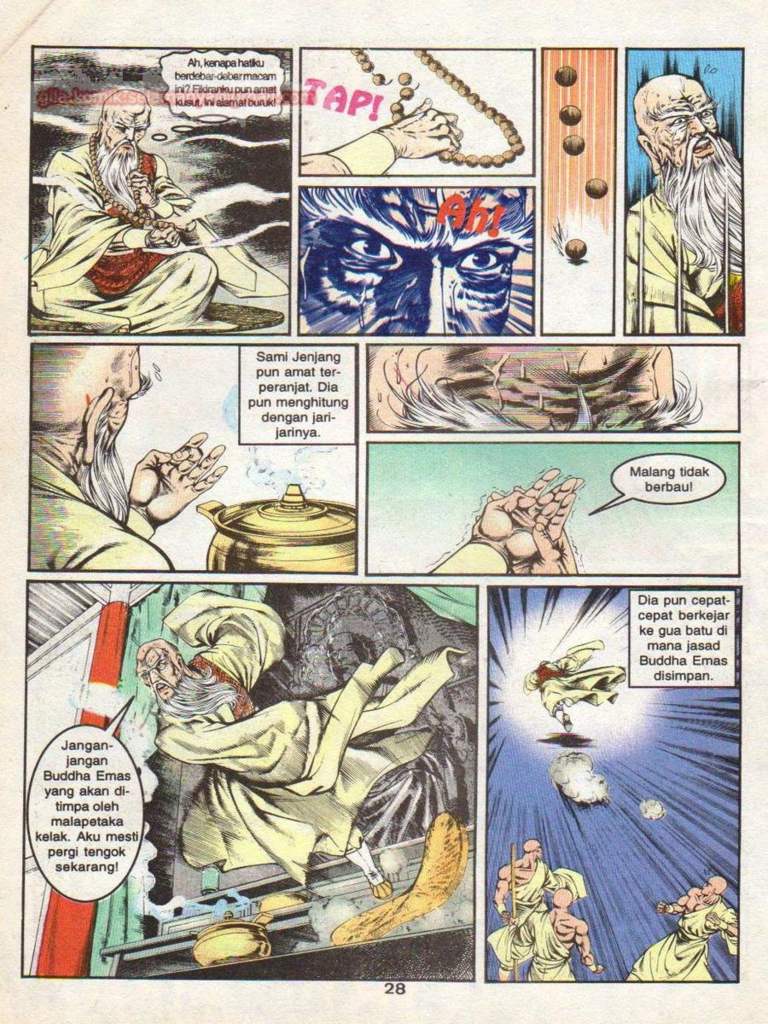 Ah, kenapa hatiku
berdebar-debar macam
ini? Fikiranku pun amat
kusut. Ini alamat buruk!
TAP!
Ah!
Sami Jenjang
pun amat ter-
peranjat. Dia
pun menghitung
dengan jari-
jarinya.
Malang tidak
berbau!
Jangan-
jangan
Buddha Emas
yang akan di-
timpa oleh
malapetaka
kelak. Aku mesti
pergi tengok
sekarang!
Dia pun cepat-
cepat berkejar
ke gua batu di
mana jasad
Buddha Emas
disimpan.
28